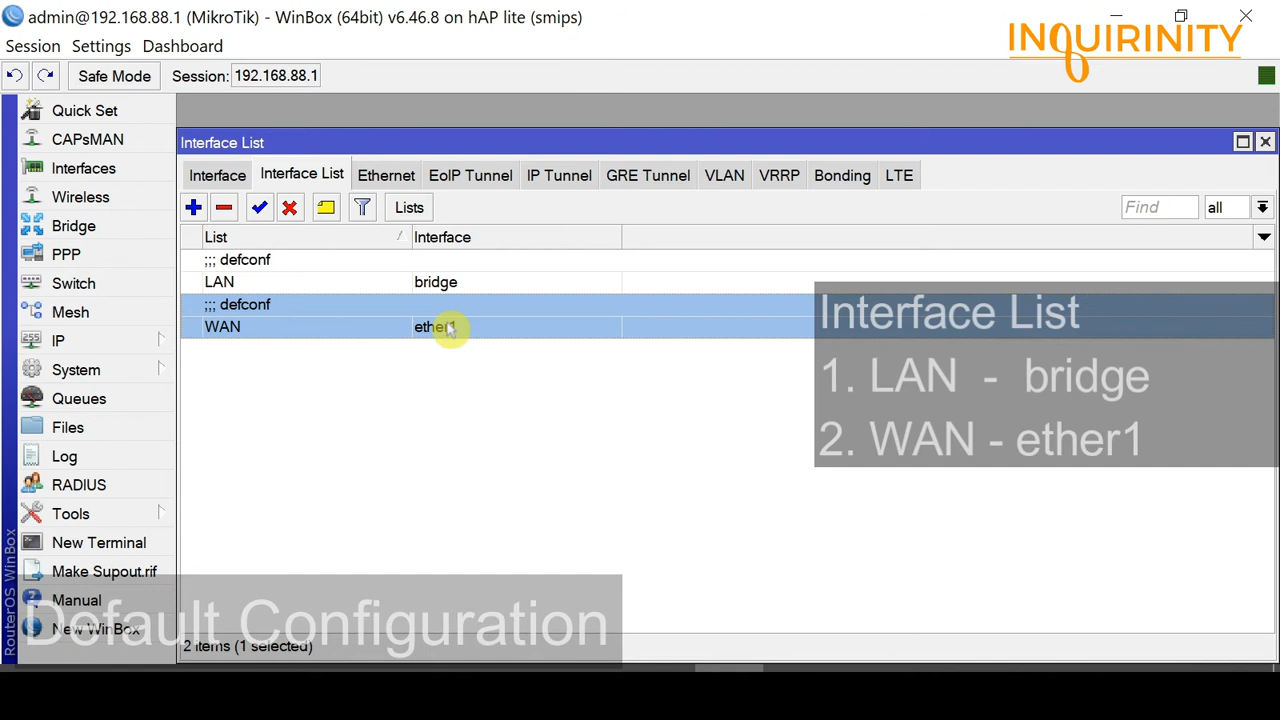 admin@192.168.88.1 (MikroTik) - WinBox (64bit) v6.46.8 on hAP lite (smips)
INQUIRINITY
Session Settings Dashboard
Safe Mode Session: 192.168.88.1
Quick Set
CAPsMAN
Interfaces
Wireless
Bridge
PPP
Switch
Mesh
IP
System
Queues
Files
Log
RADIUS
Tools
New Terminal
Make Supout.rif
Manual
New WinBox
RouterOS WinBox
Interface List
Interface Interface List Ethernet EoIP Tunnel IP Tunnel GRE Tunnel VLAN VRRP Bonding LTE
Lists Find all
List Interface
;;; defconf
LAN bridge
;;; defconf
WAN ether1
Interface List
1. LAN - bridge
2. WAN - ether1
Default Configuration
2 items (1 selected)